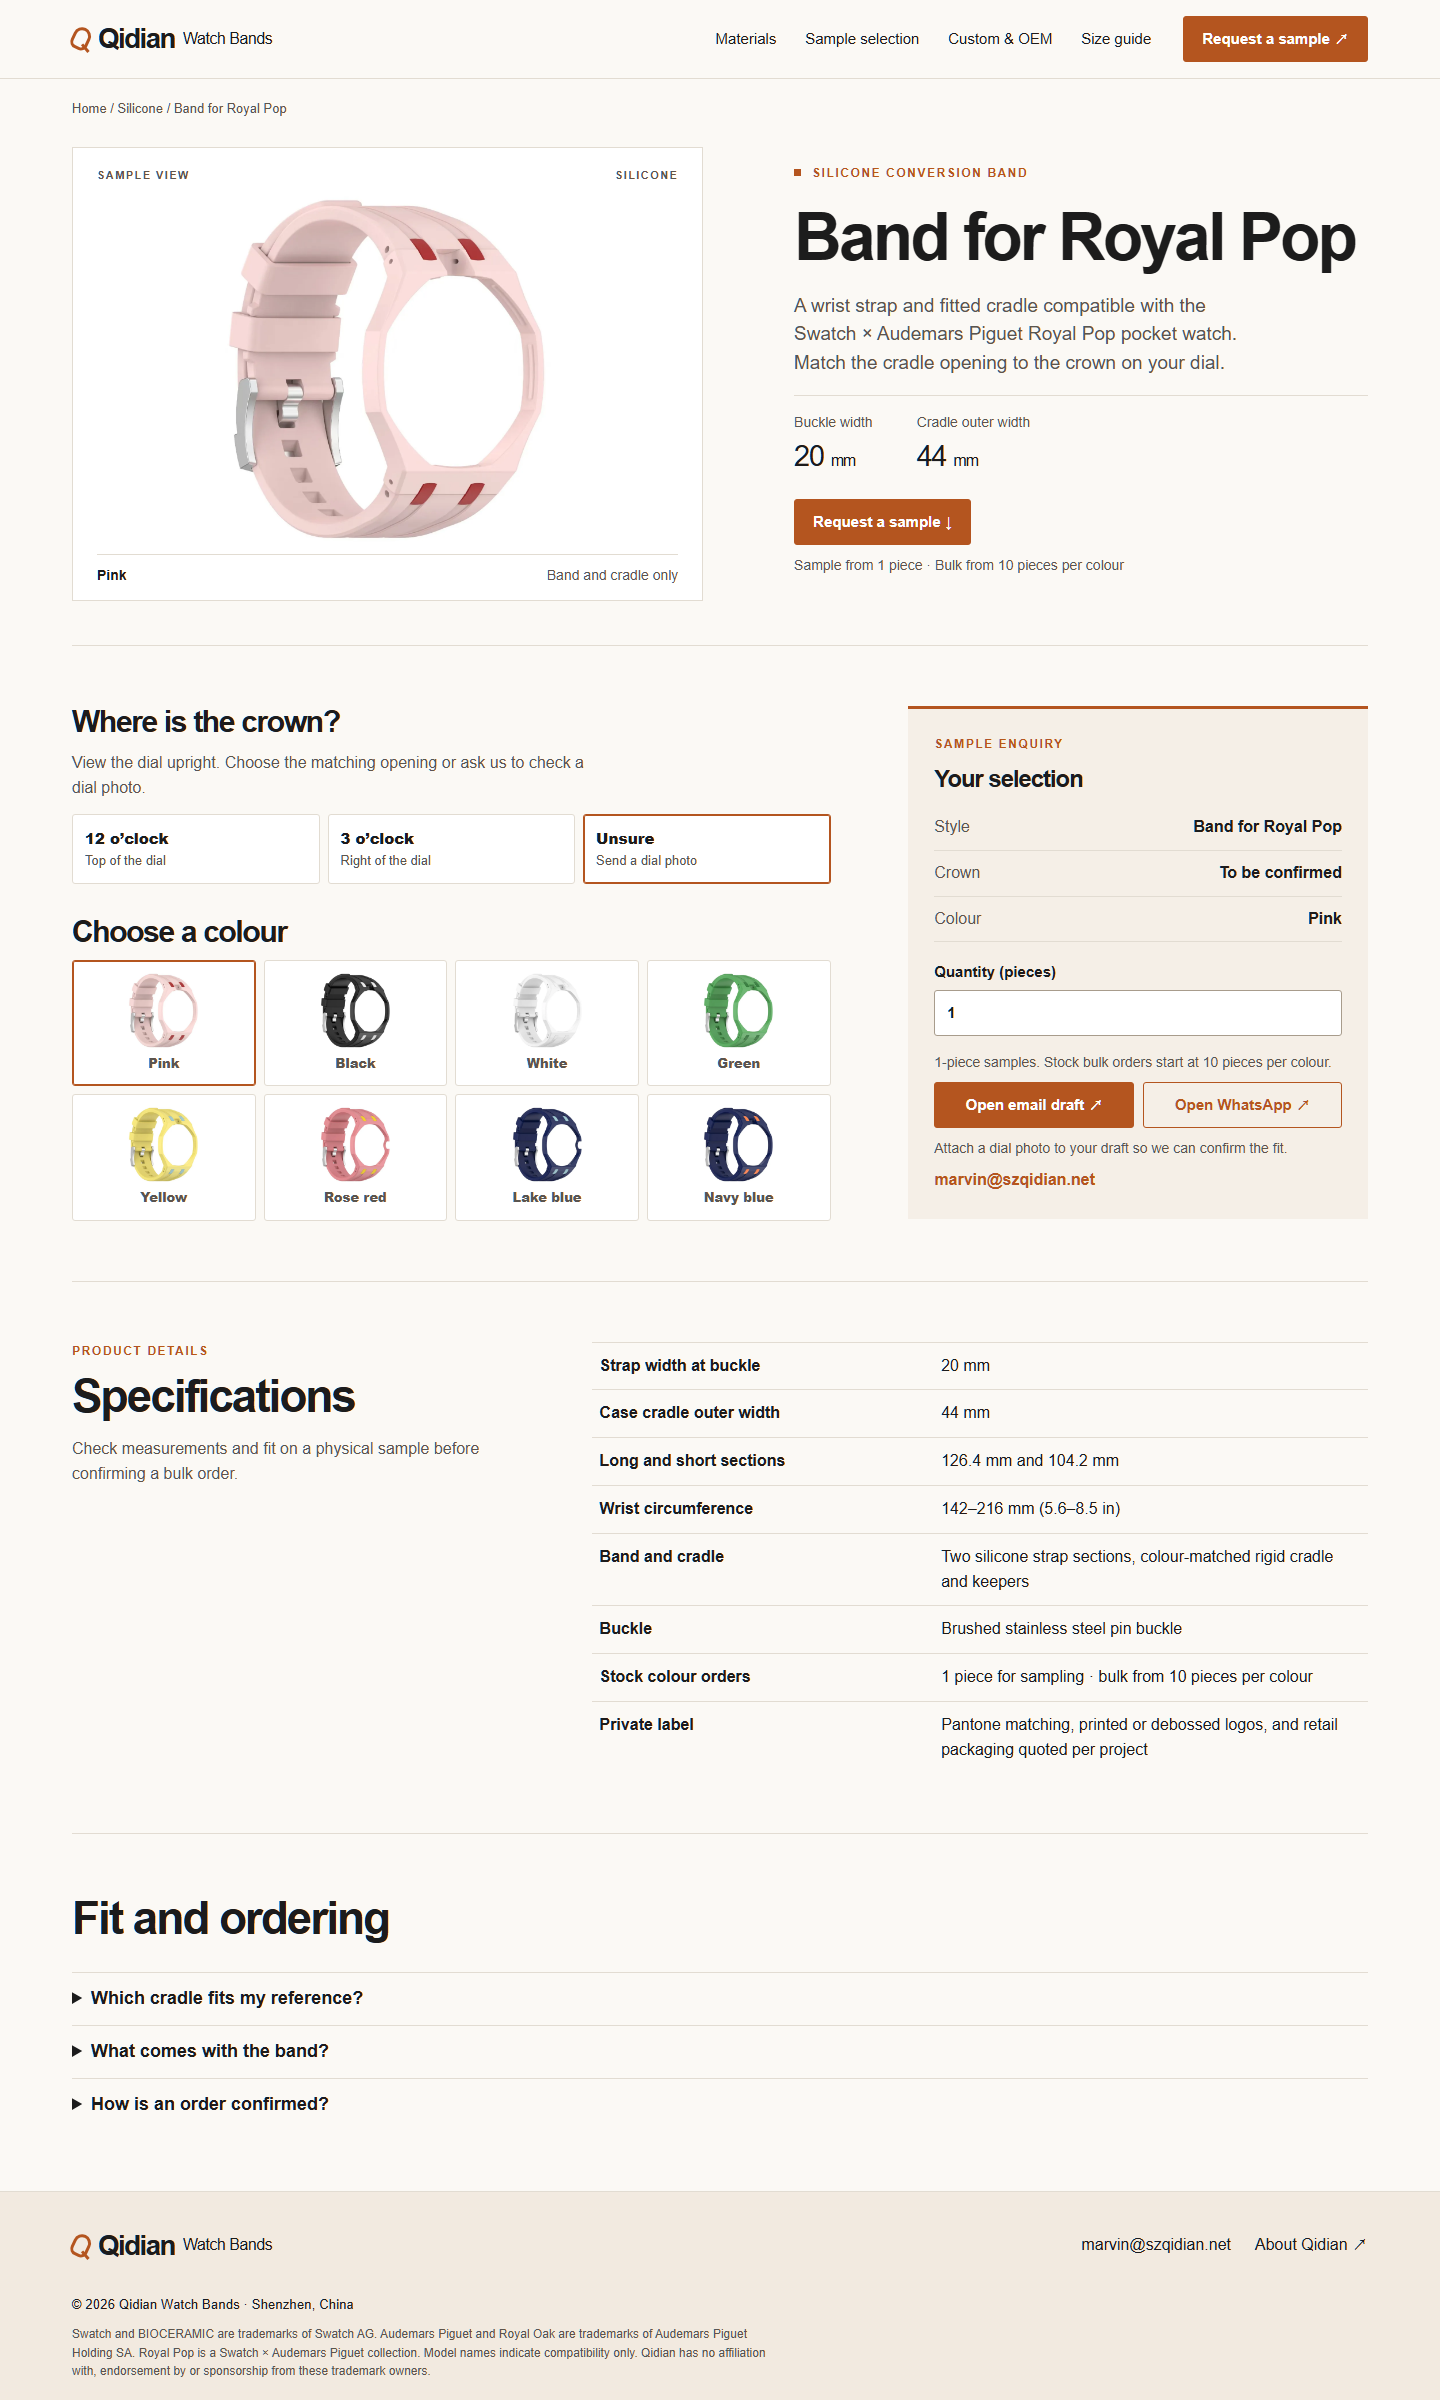 Qidian Watch Bands
Materials
Sample selection
Custom & OEM
Size guide
Request a sample ↗
Home / Silicone / Band for Royal Pop
SAMPLE VIEW
SILICONE
Pink
Band and cradle only
SILICONE CONVERSION BAND
Band for Royal Pop
A wrist strap and fitted cradle compatible with the
Swatch × Audemars Piguet Royal Pop pocket watch.
Match the cradle opening to the crown on your dial.
Buckle width
20 mm
Cradle outer width
44 mm
Request a sample ↓
Sample from 1 piece · Bulk from 10 pieces per colour
Where is the crown?
View the dial upright. Choose the matching opening or ask us to check a
dial photo.
12 o’clock
Top of the dial
3 o’clock
Right of the dial
Unsure
Send a dial photo
Choose a colour
Pink
Black
White
Green
Yellow
Rose red
Lake blue
Navy blue
SAMPLE ENQUIRY
Your selection
Style Band for Royal Pop
Crown To be confirmed
Colour Pink
Quantity (pieces)
1
1-piece samples. Stock bulk orders start at 10 pieces per colour.
Open email draft ↗
Open WhatsApp ↗
Attach a dial photo to your draft so we can confirm the fit.
marvin@szqidian.net
PRODUCT DETAILS
Specifications
Check measurements and fit on a physical sample before
confirming a bulk order.
Strap width at buckle 20 mm
Case cradle outer width 44 mm
Long and short sections 126.4 mm and 104.2 mm
Wrist circumference 142–216 mm (5.6–8.5 in)
Band and cradle Two silicone strap sections, colour-matched rigid cradle
and keepers
Buckle Brushed stainless steel pin buckle
Stock colour orders 1 piece for sampling · bulk from 10 pieces per colour
Private label Pantone matching, printed or debossed logos, and retail
packaging quoted per project
Fit and ordering
Which cradle fits my reference?
What comes with the band?
How is an order confirmed?
Qidian Watch Bands
marvin@szqidian.net
About Qidian ↗
© 2026 Qidian Watch Bands · Shenzhen, China
Swatch and BIOCERAMIC are trademarks of Swatch AG. Audemars Piguet and Royal Oak are trademarks of Audemars Piguet
Holding SA. Royal Pop is a Swatch × Audemars Piguet collection. Model names indicate compatibility only. Qidian has no affiliation
with, endorsement by or sponsorship from these trademark owners.